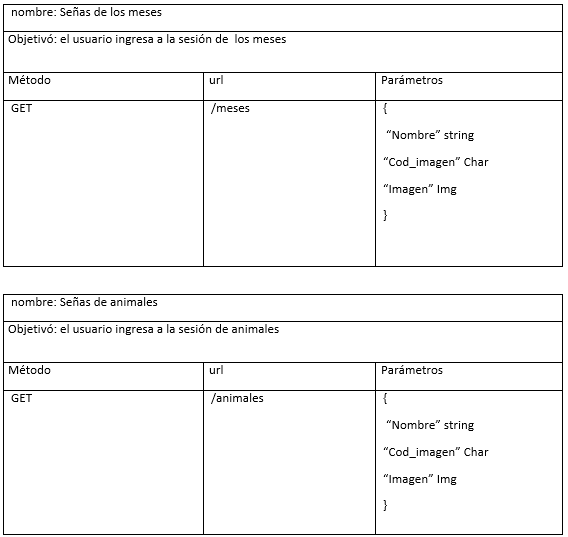 nombre: Señas de los meses
Objetivó: el usuario ingresa a la sesión de  los meses
Método url Parámetros
GET /meses {
“Nombre” string
“Cod_imagen” Char
“Imagen” Img
}
nombre: Señas de animales
Objetivó: el usuario ingresa a la sesión de animales
Método url Parámetros
GET /animales {
“Nombre” string
“Cod_imagen” Char
“Imagen” Img
}